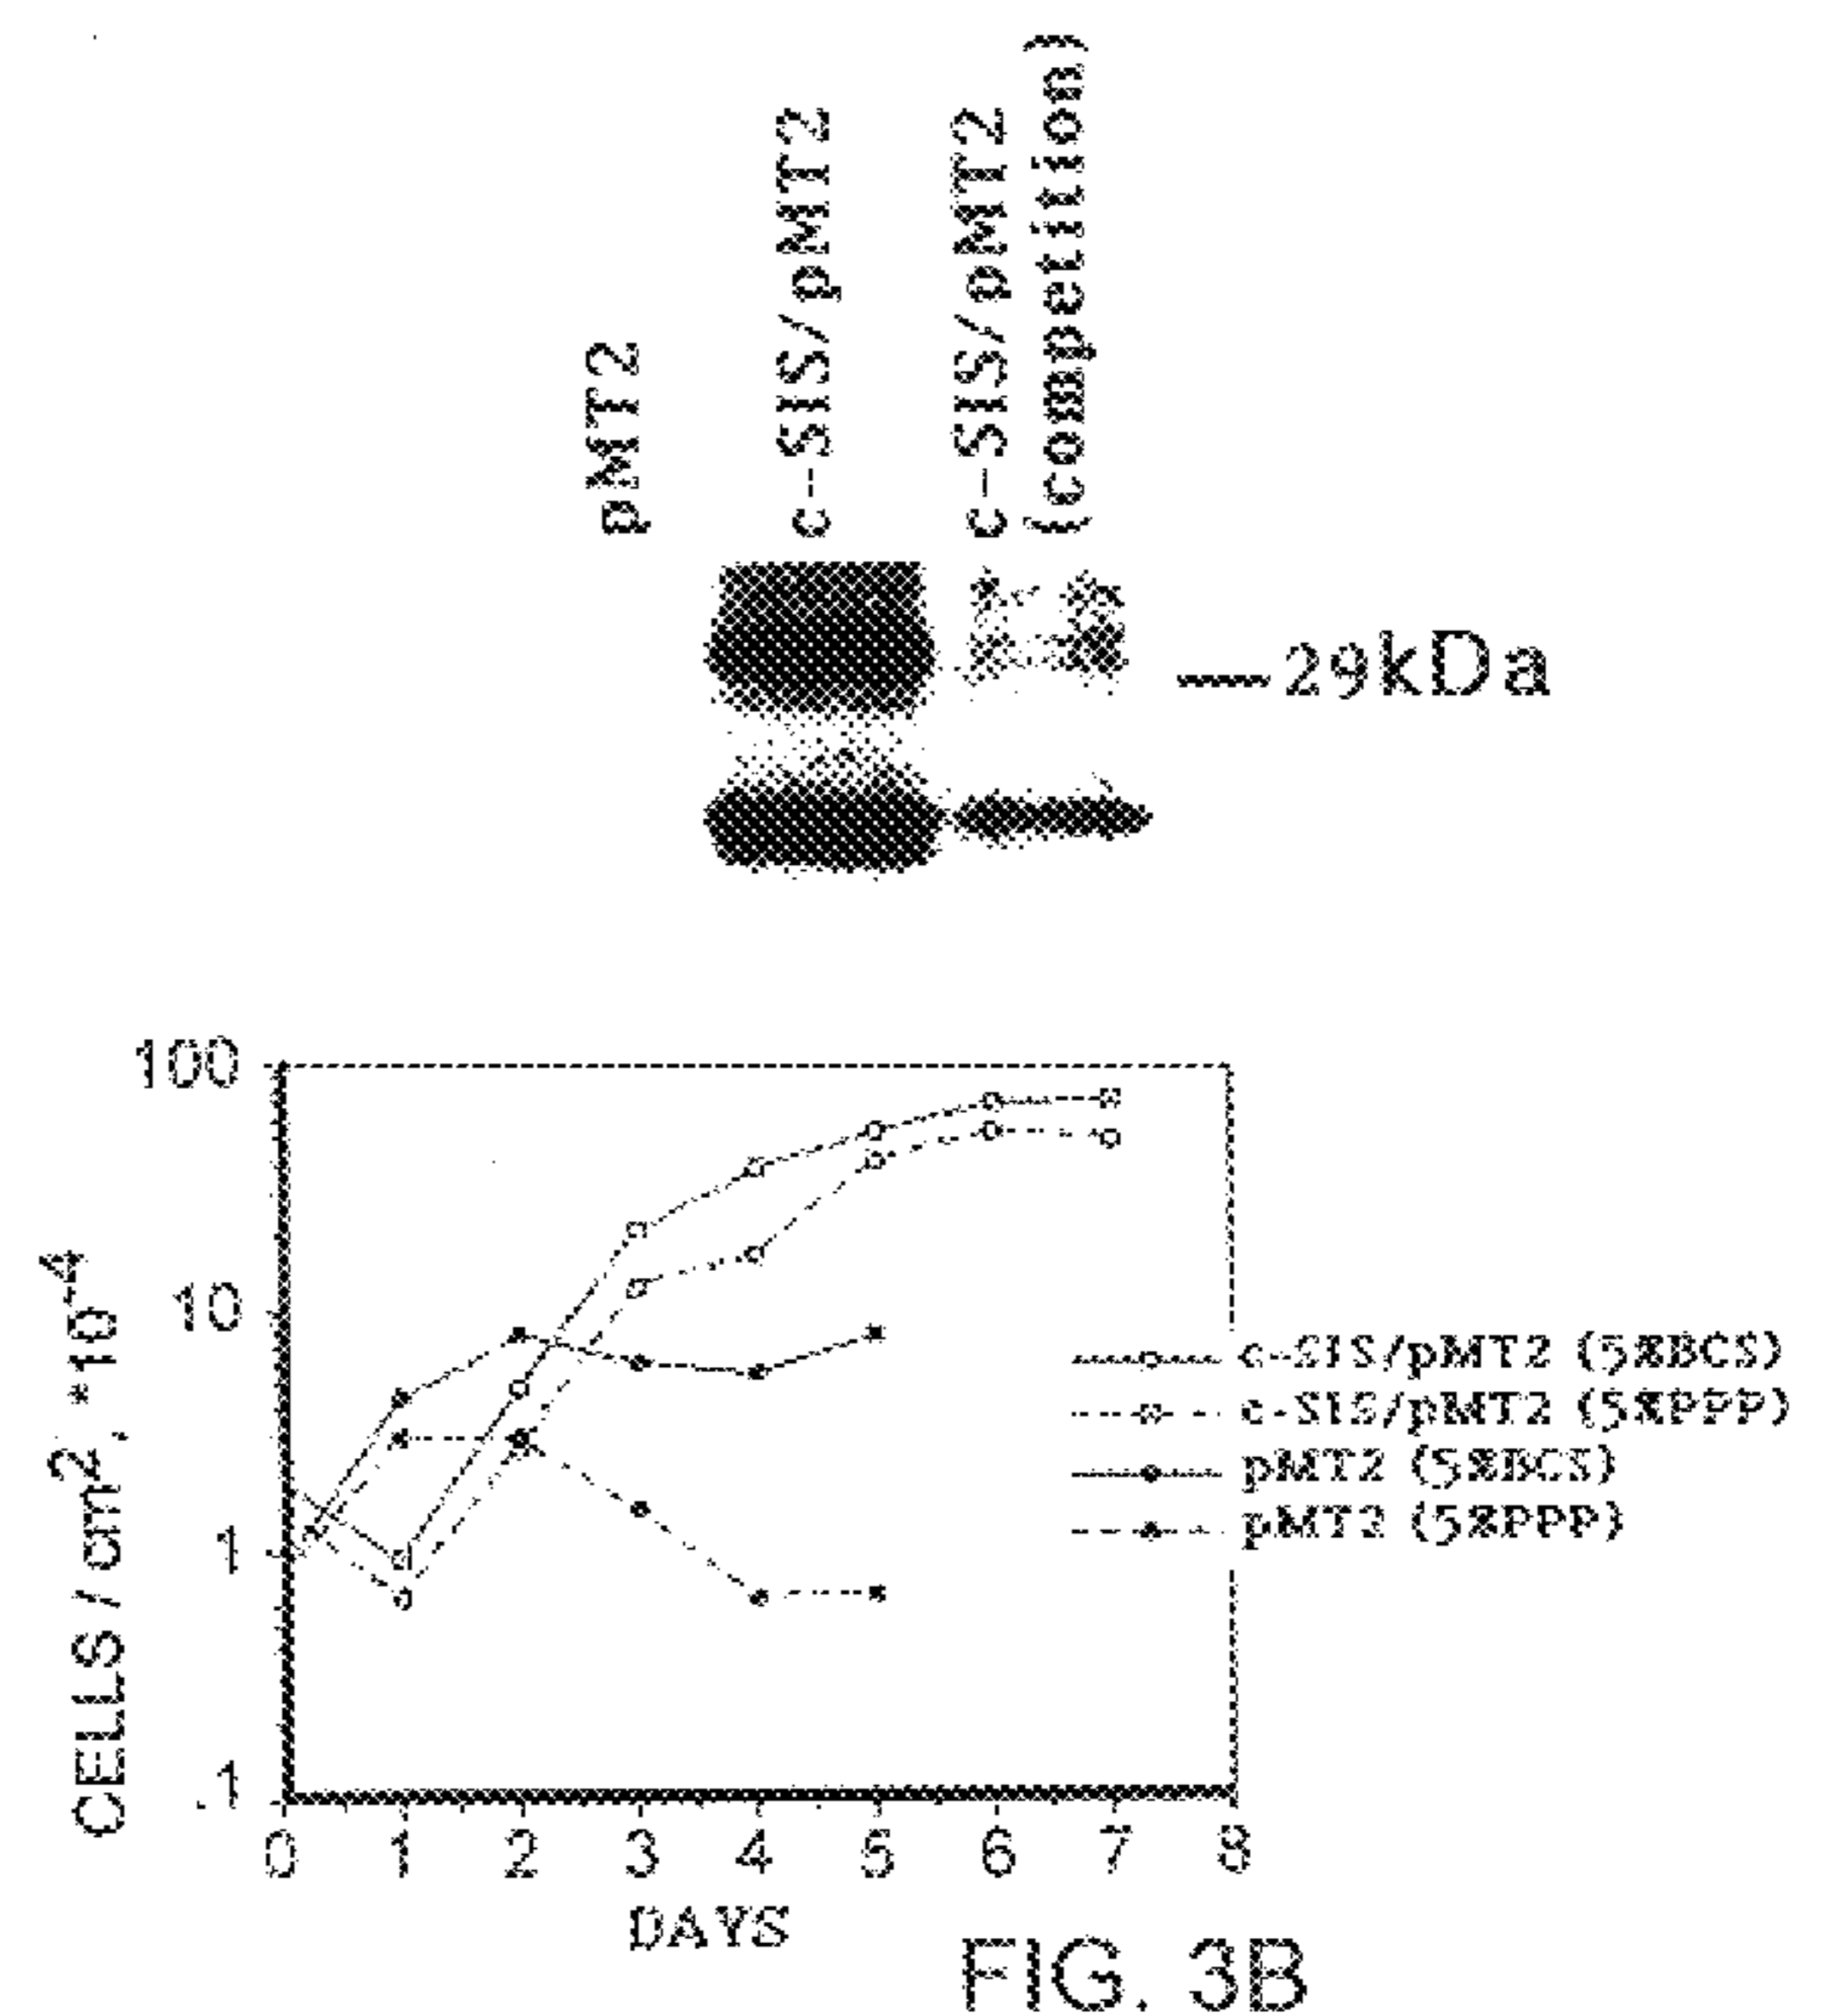 pMT2
c-SIS/pMT2
c-SIS/pMT2
(competition)
29kDa
100
10
1
.1
CELLS/cm2, *10-4
0 1 2 3 4 5 6 7 8
DAYS
c-SIS/pMT2 (5%BCS)
c-SIS/pMT2 (5%PPP)
pMT2 (5%BCS)
pMT2 (5%PPP)
FIG. 3B